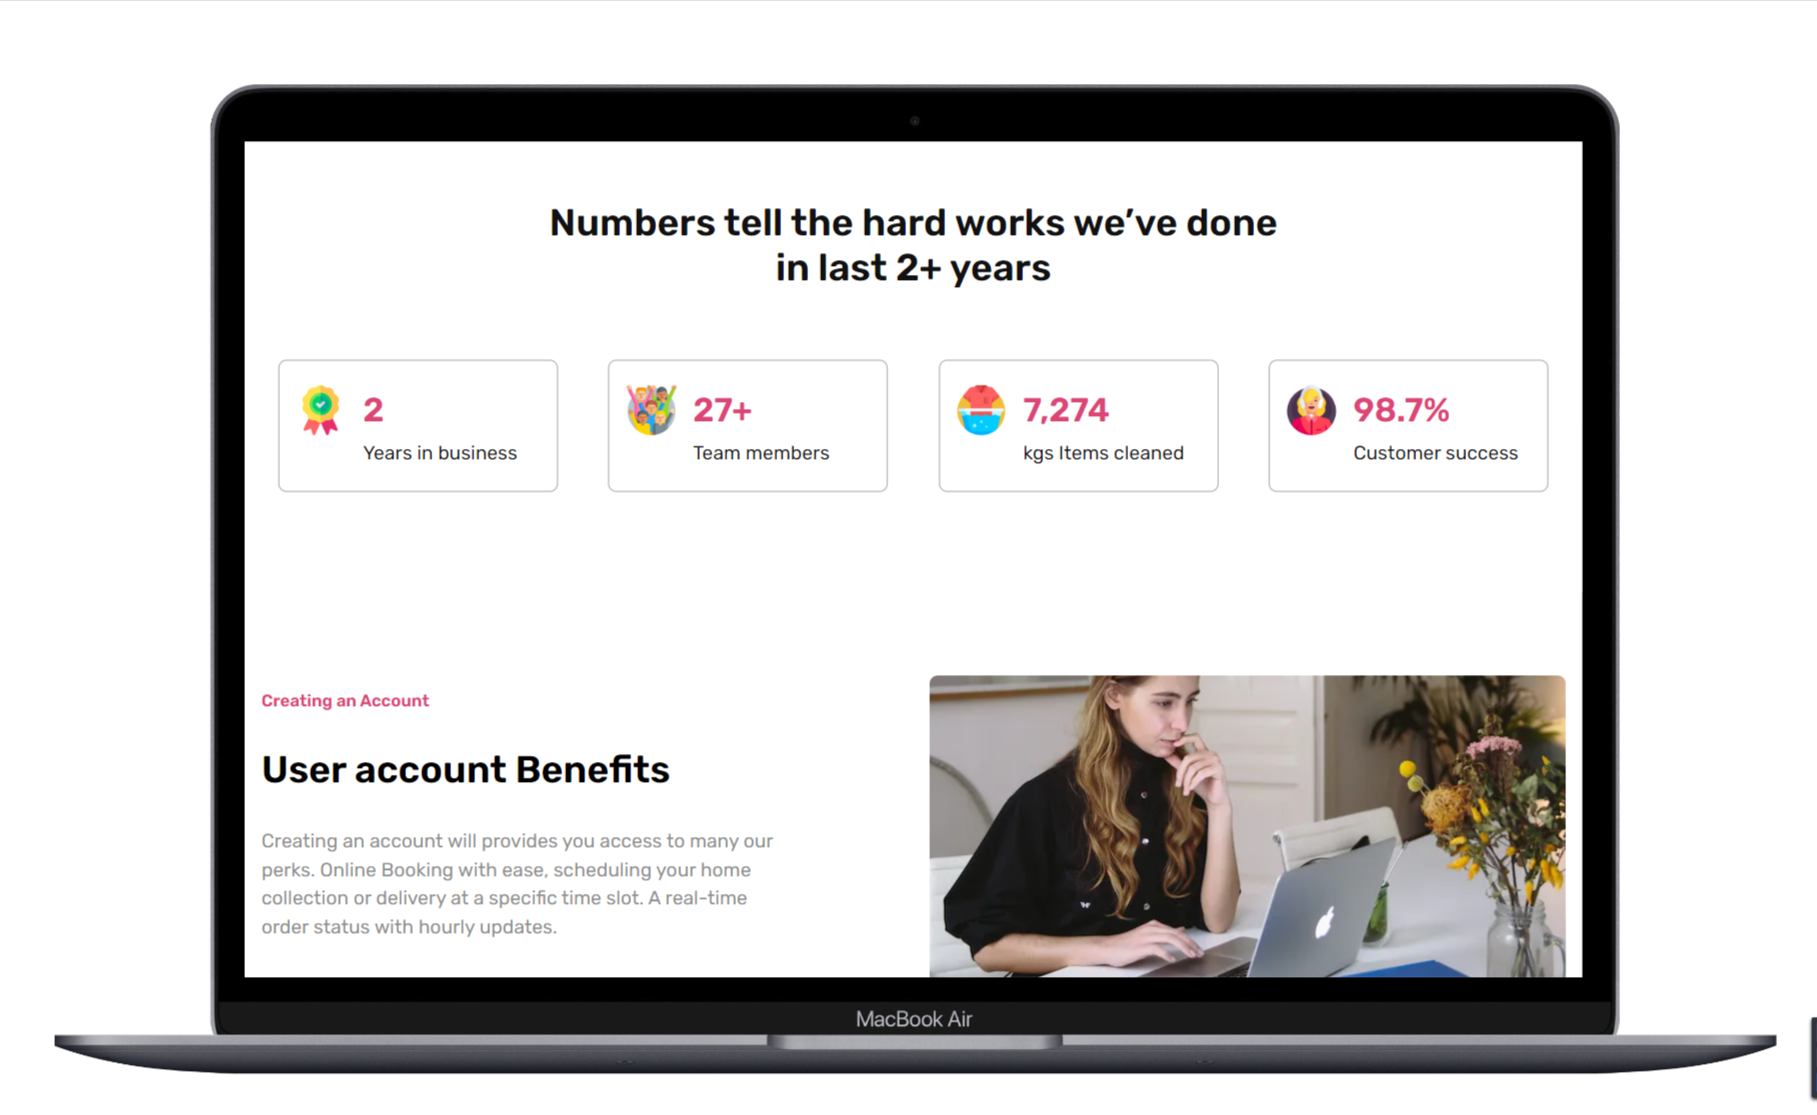 Numbers tell the hard works we’ve done
in last 2+ years
2
Years in business
27+
Team members
7,274
kgs Items cleaned
98.7%
Customer success
Creating an Account
User account Benefits
Creating an account will provides you access to many our
perks. Online Booking with ease, scheduling your home
collection or delivery at a specific time slot. A real-time
order status with hourly updates.
MacBook Air